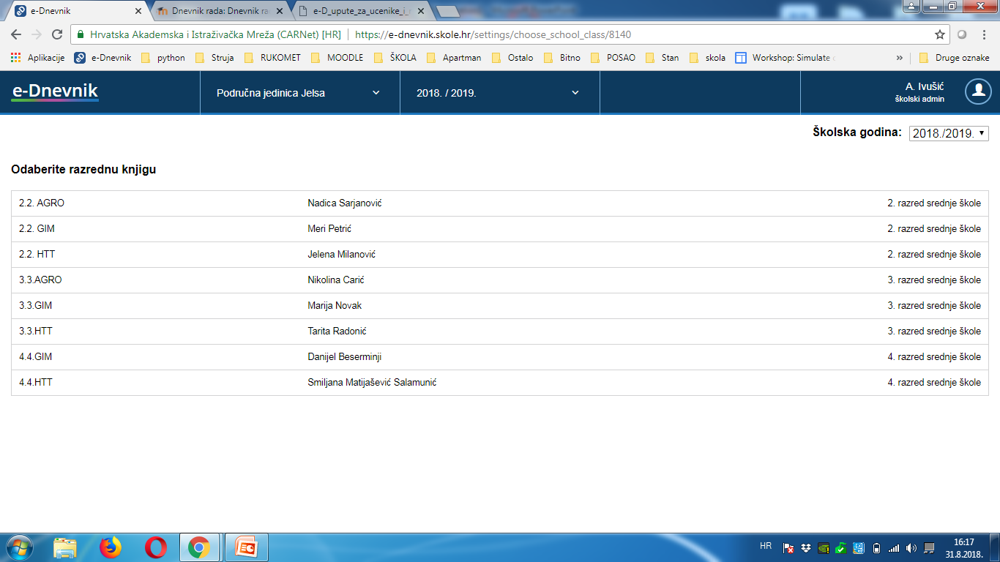 e-Dnevnik
Dnevnik rada: Dnevnik ra
e-D_upute_za_ucenike_i_
Hrvatska Akademska i Istraživačka Mreža (CARNet) [HR] https://e-dnevnik.skole.hr/settings/choose_school_class/8140
Aplikacije e-Dnevnik python Struja RUKOMET MOODLE ŠKOLA Apartman Ostalo Bitno POSAO Stan skola Workshop: Simulate » Druge oznake
e-Dnevnik Područna jedinica Jelsa 2018. / 2019. A. Ivušić
školski admin
Školska godina: 2018./2019.
Odaberite razrednu knjigu
2.2. AGRO Nadica Sarjanović 2. razred srednje škole
2.2. GIM Meri Petrić 2. razred srednje škole
2.2. HTT Jelena Milanović 2. razred srednje škole
3.3.AGRO Nikolina Carić 3. razred srednje škole
3.3.GIM Marija Novak 3. razred srednje škole
3.3.HTT Tarita Radonić 3. razred srednje škole
4.4.GIM Danijel Beserminji 4. razred srednje škole
4.4.HTT Smiljana Matijašević Salamunić 4. razred srednje škole
HR 16:17
31.8.2018.